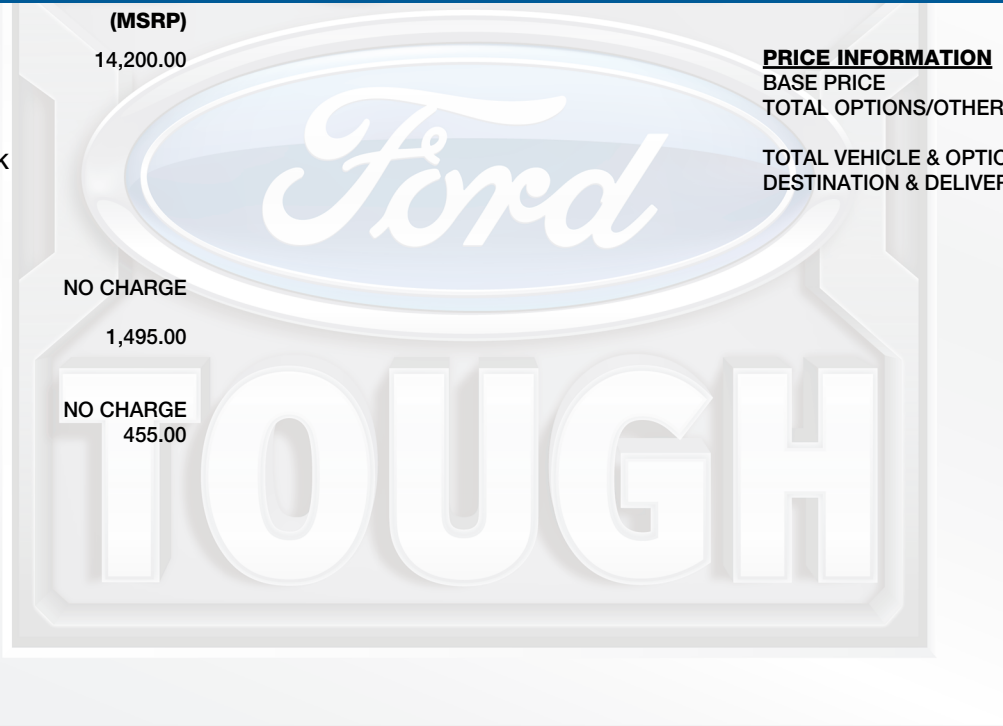 (MSRP)
14,200.00
K
NO CHARGE
1,495.00
NO CHARGE
455.00
PRICE INFORMATION
BASE PRICE
TOTAL OPTIONS/OTHER
TOTAL VEHICLE & OPTIO
DESTINATION & DELIVER
Ford
TOUGH